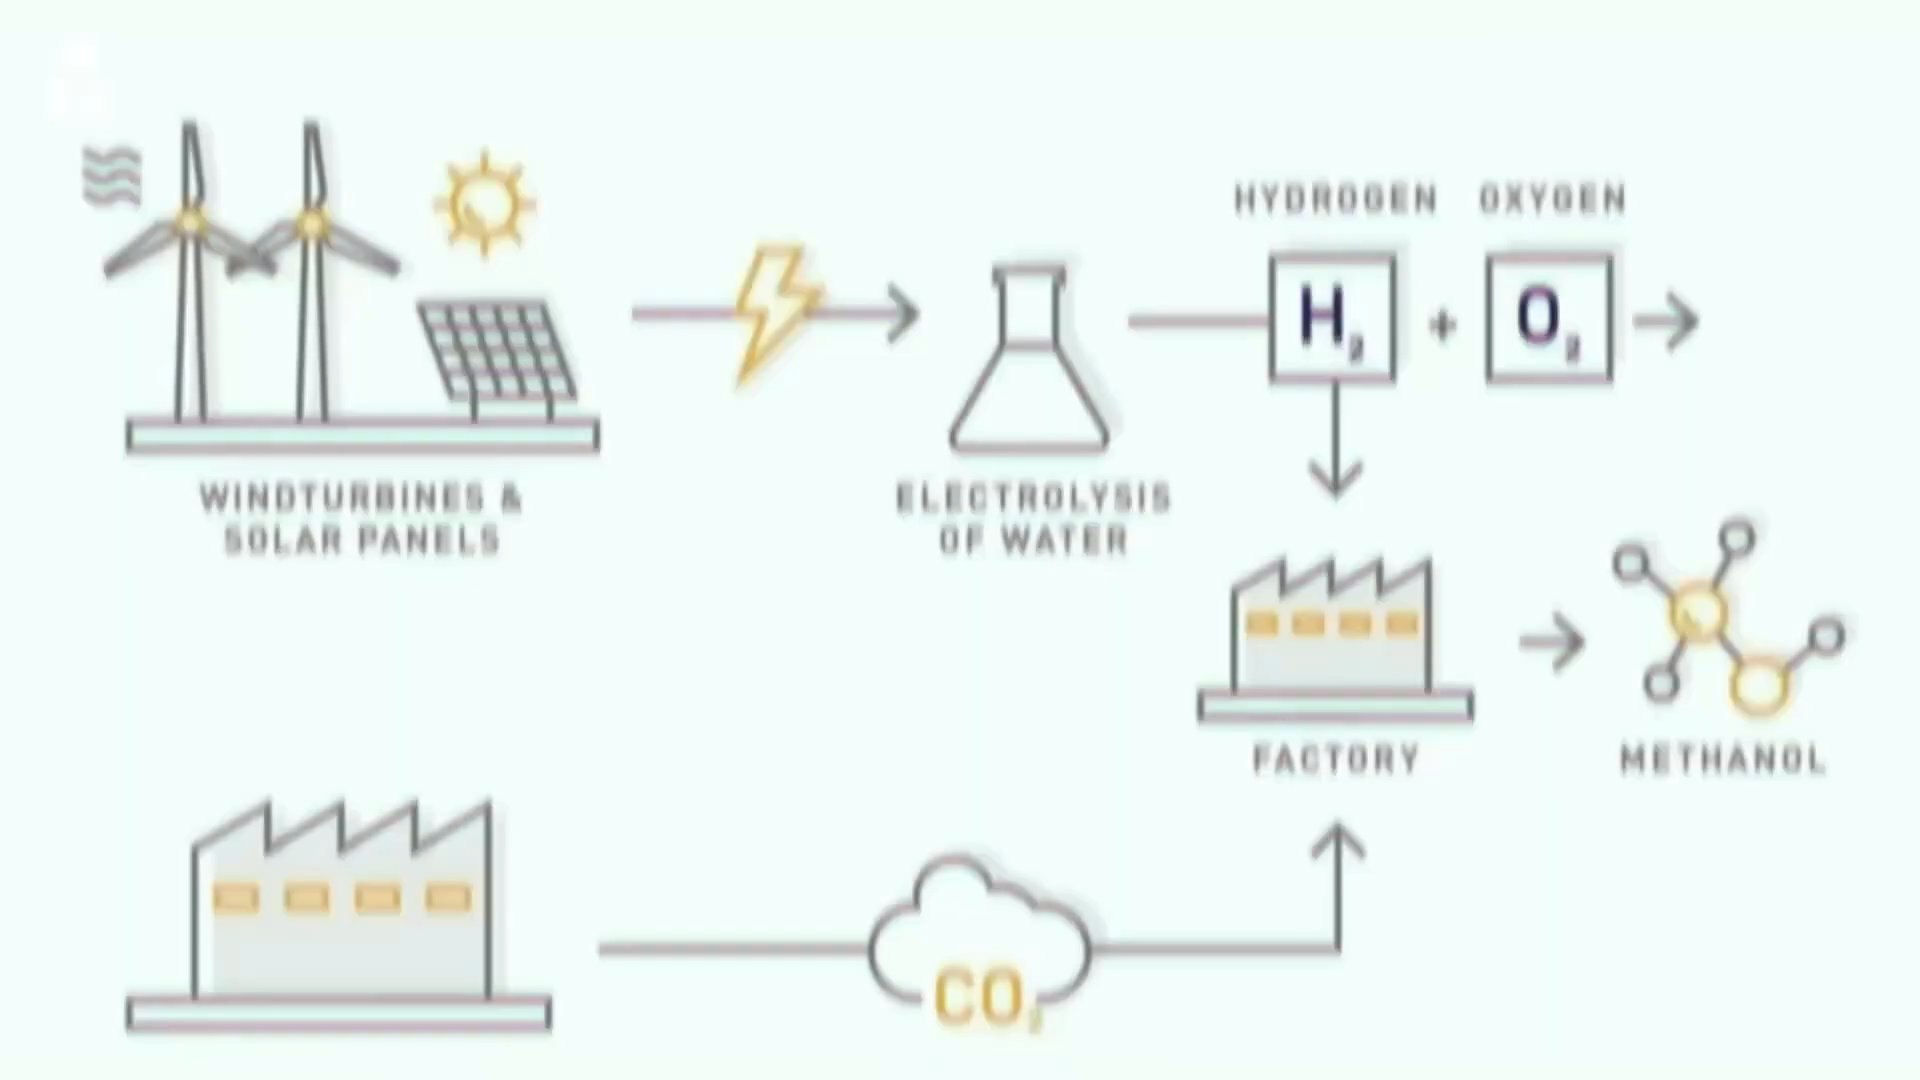 HYDROGEN OXYGEN
H₂ + O₂
WINDTURBINES &
SOLAR PANELS
ELECTROLYSIS
OF WATER
FACTORY
METHANOL
CO₂